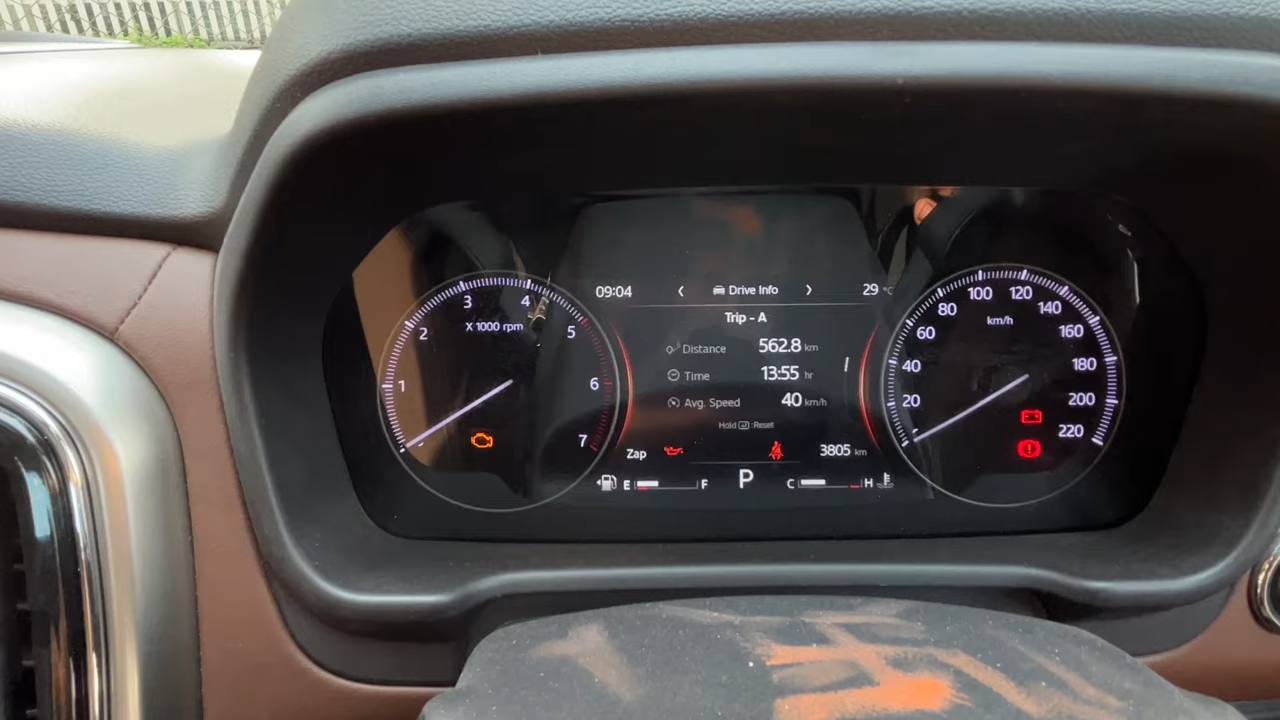 09:04 < Drive Info > 29 °C
Trip - A
Distance 562.8 km
Time 13:55 hr
Avg. Speed 40 km/h
Hold : Reset
Zap 3805 km
E F P C H
1 2 3 4 5 6 7
X 1000 rpm
20 40 60 80 100 120 140 160 180 200 220
km/h